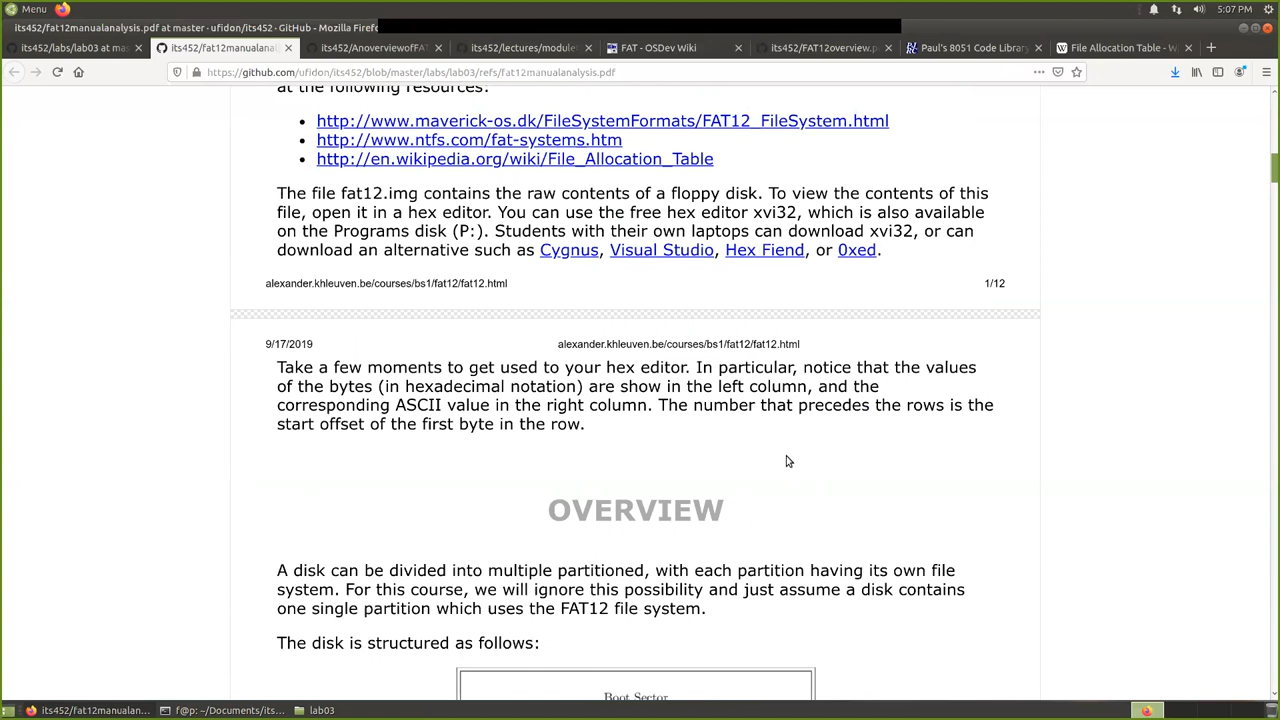 Menu
5:07 PM
its452/fat12manualanalysis.pdf at master · ufidon/its452 · GitHub - Mozilla Firefo
its452/labs/lab03 at mas
its452/fat12manualanal
its452/AnoverviewofFAT
its452/lectures/module
FAT - OSDev Wiki
its452/FAT12overview.p
Paul's 8051 Code Library
File Allocation Table - W
https://github.com/ufidon/its452/blob/master/labs/lab03/refs/fat12manualanalysis.pdf
at the following resources:
• http://www.maverick-os.dk/FileSystemFormats/FAT12_FileSystem.html
• http://www.ntfs.com/fat-systems.htm
• http://en.wikipedia.org/wiki/File_Allocation_Table
The file fat12.img contains the raw contents of a floppy disk. To view the contents of this
file, open it in a hex editor. You can use the free hex editor xvi32, which is also available
on the Programs disk (P:). Students with their own laptops can download xvi32, or can
download an alternative such as Cygnus, Visual Studio, Hex Fiend, or 0xed.
alexander.khleuven.be/courses/bs1/fat12/fat12.html 1/12
9/17/2019 alexander.khleuven.be/courses/bs1/fat12/fat12.html
Take a few moments to get used to your hex editor. In particular, notice that the values
of the bytes (in hexadecimal notation) are show in the left column, and the
corresponding ASCII value in the right column. The number that precedes the rows is the
start offset of the first byte in the row.
OVERVIEW
A disk can be divided into multiple partitioned, with each partition having its own file
system. For this course, we will ignore this possibility and just assume a disk contains
one single partition which uses the FAT12 file system.
The disk is structured as follows:
Boot Sector
its452/fat12manualan...
f@p: ~/Documents/its...
lab03